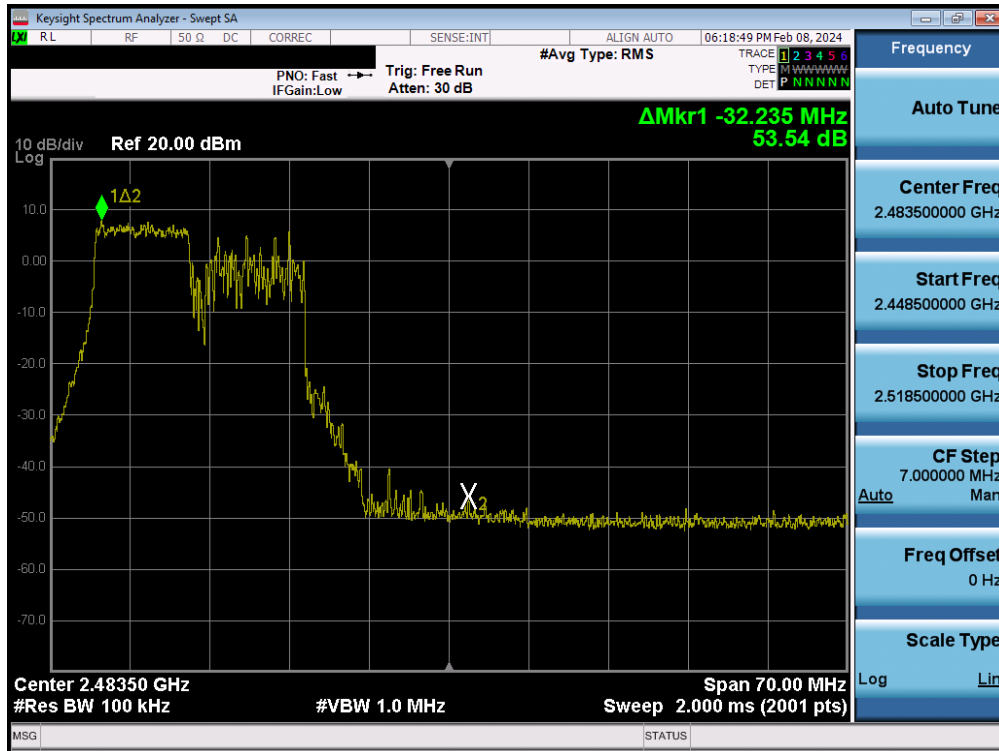 Keysight Spectrum Analyzer - Swept SA
LXI RL RF 50 Ω DC CORREC SENSE:INT ALIGN AUTO 06:18:49 PM Feb 08, 2024
PNO: Fast
IFGain:Low
Trig: Free Run
Atten: 30 dB
#Avg Type: RMS
TRACE 1 2 3 4 5 6
TYPE M W W W W W
DET P N N N N N
ΔMkr1 -32.235 MHz
53.54 dB
10 dB/div Ref 20.00 dBm
Log
1Δ2
10.0
0.00
-10.0
-20.0
-30.0
-40.0
X2
-50.0
-60.0
-70.0
Center 2.48350 GHz Span 70.00 MHz
#Res BW 100 kHz #VBW 1.0 MHz Sweep 2.000 ms (2001 pts)
MSG STATUS
Frequency
Auto Tune
Center Freq
2.483500000 GHz
Start Freq
2.448500000 GHz
Stop Freq
2.518500000 GHz
CF Step
7.000000 MHz
Auto Man
Freq Offset
0 Hz
Scale Type
Log Lin